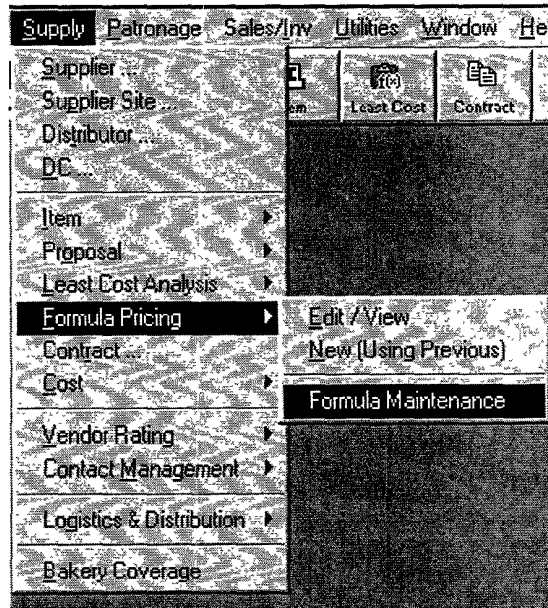 Supply Patronage Sales/Inv Utilities Window He
Supplier ...
Supplier Site ...
Distributor ...
DC ...
Least Cost Contract
Item
Proposal
Least Cost Analysis
Formula Pricing
Contract ...
Cost
Vendor Rating
Contact Management
Logistics & Distribution
Bakery Coverage
Edit / View
New (Using Previous)
Formula Maintenance